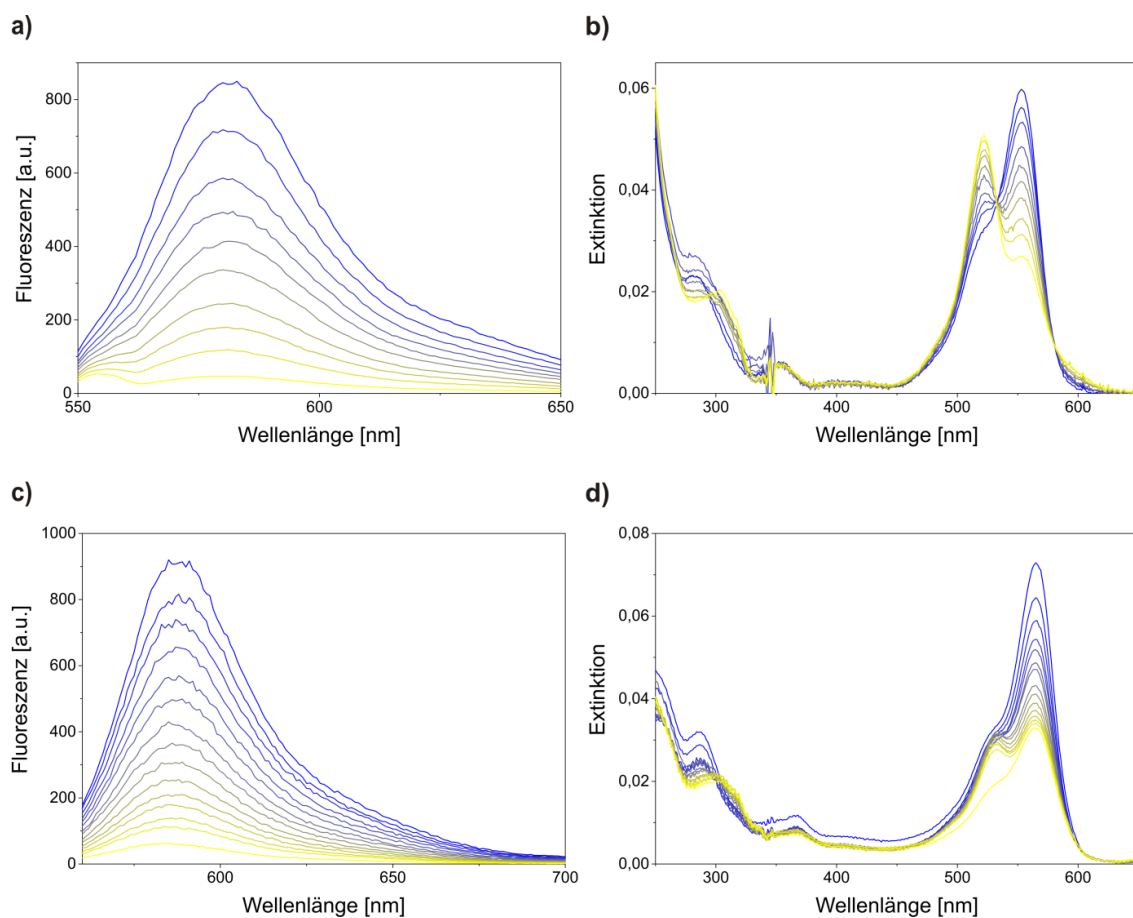 a)
b)
800
600
400
200
0
550
600
650
Fluoreszenz [a.u.]
Wellenlänge [nm]
0,06
0,04
0,02
0,00
300
400
500
600
Extinktion
Wellenlänge [nm]
c)
d)
1000
800
600
400
200
0
600
650
700
Fluoreszenz [a.u.]
Wellenlänge [nm]
0,08
0,06
0,04
0,02
0,00
300
400
500
600
Extinktion
Wellenlänge [nm]